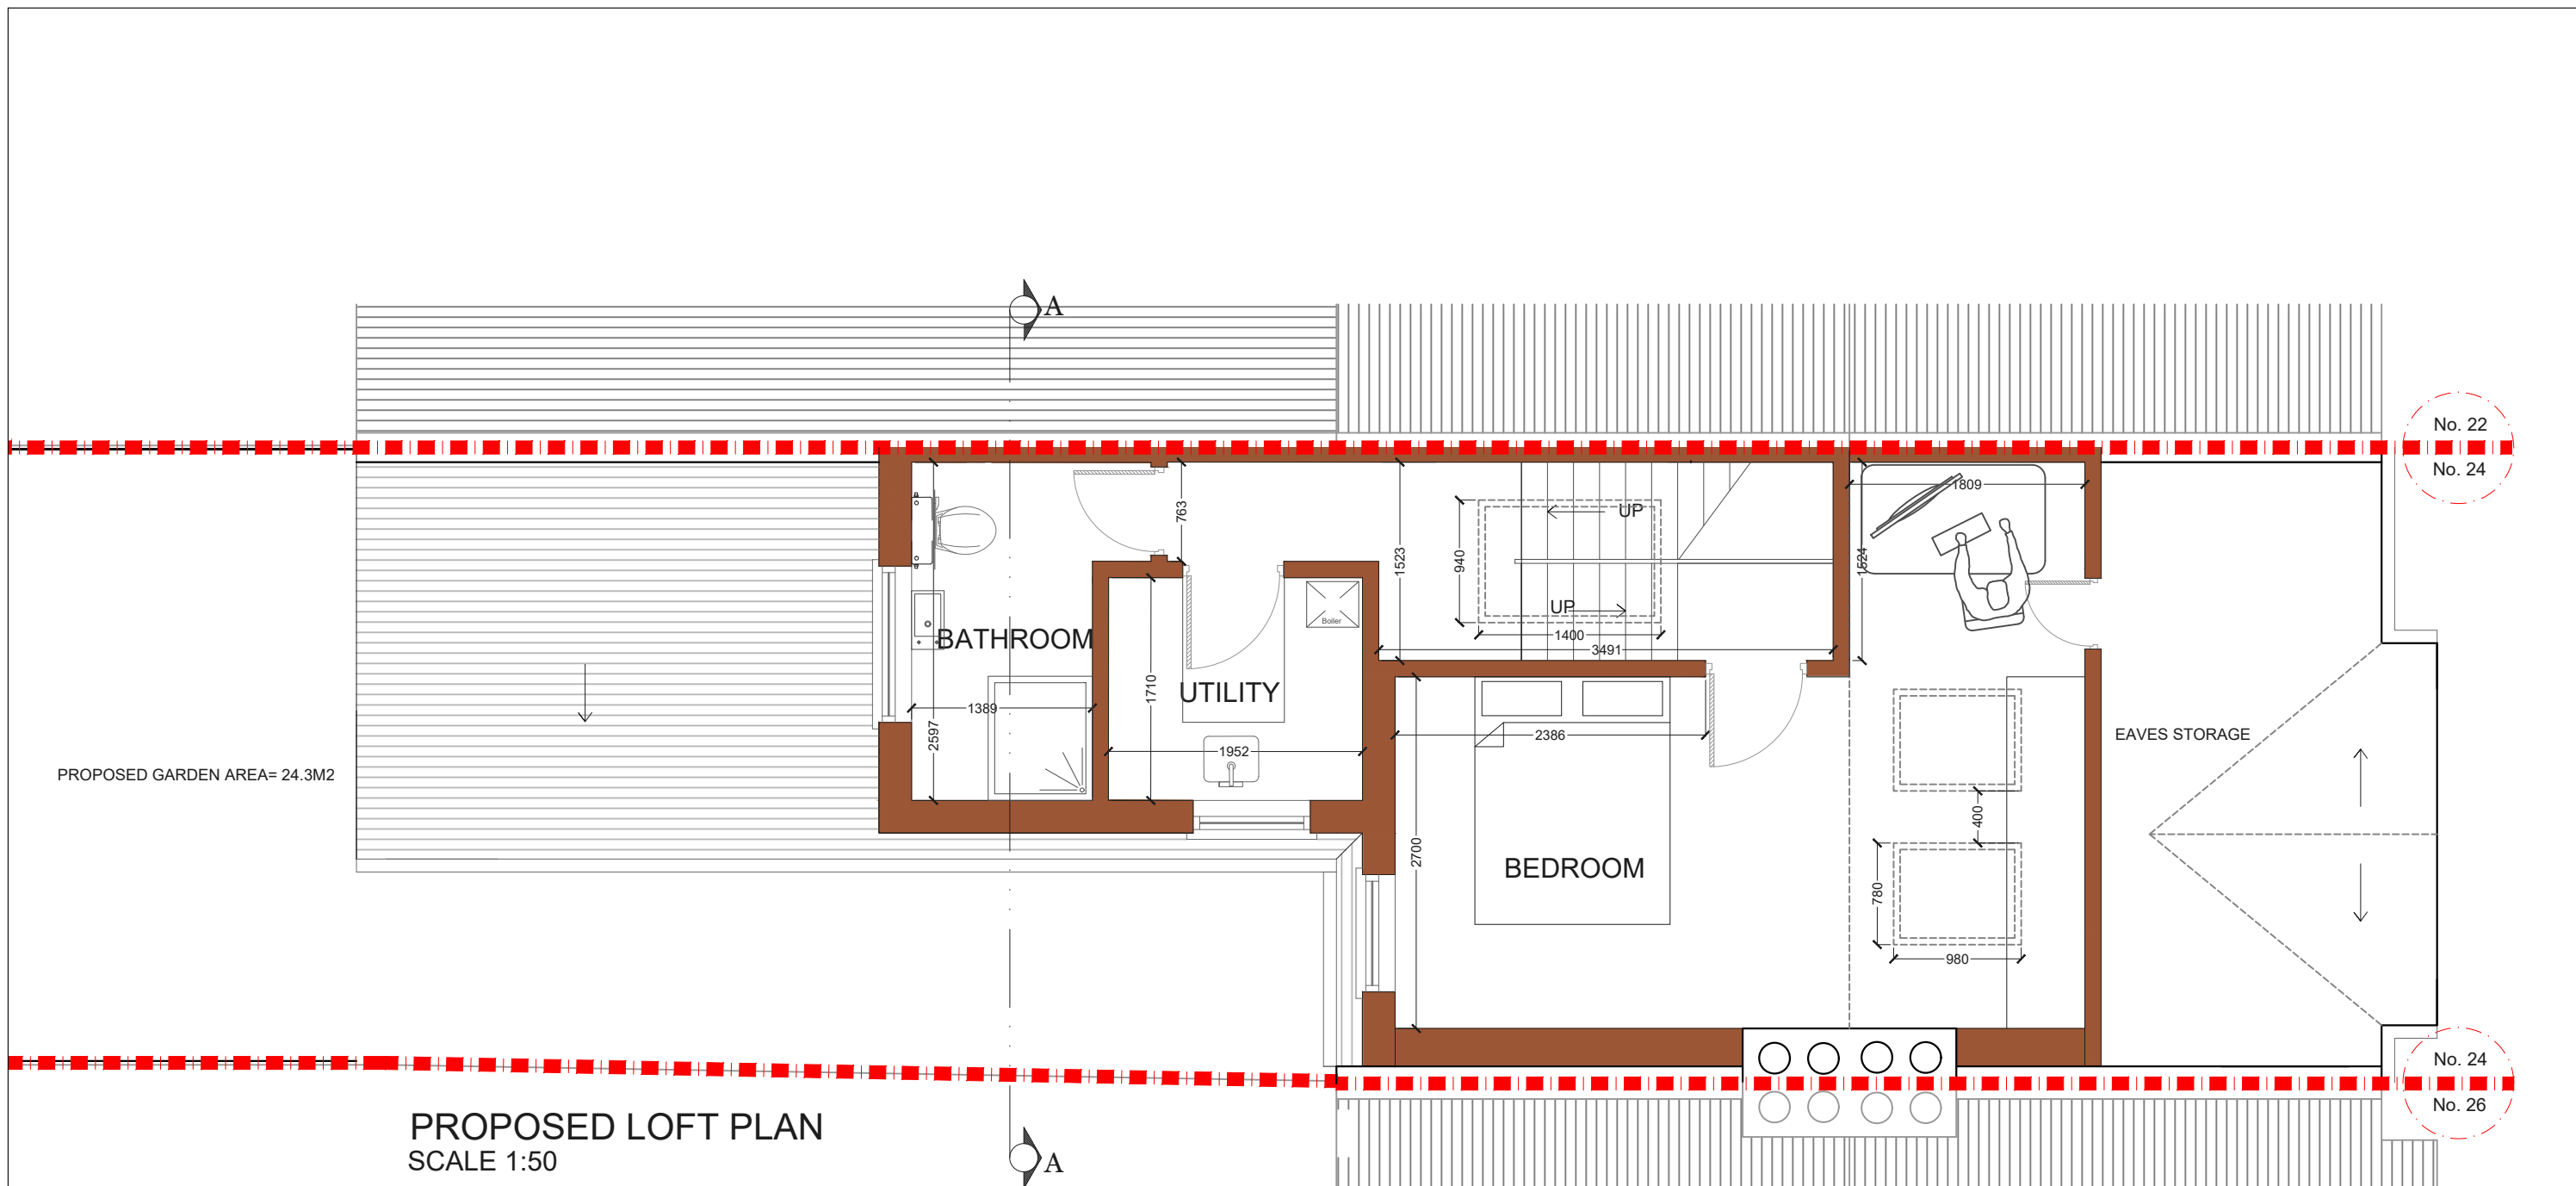 A
No. 22
No. 24
1809
UP
763
940
1523
1524
UP
Boiler
1400
BATHROOM
3491
UTILITY
1710
1389
2597
2386
EAVES STORAGE
1952
PROPOSED GARDEN AREA= 24.3M2
400
2700
BEDROOM
780
980
No. 24
No. 26
PROPOSED LOFT PLAN
SCALE 1:50
A